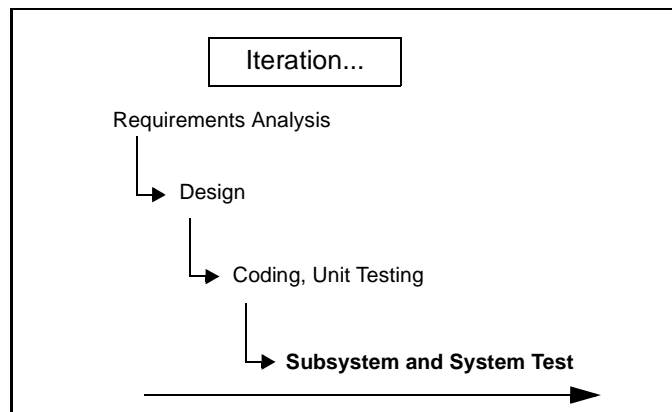 Iteration...
Requirements Analysis
Design
Coding, Unit Testing
Subsystem and System Test